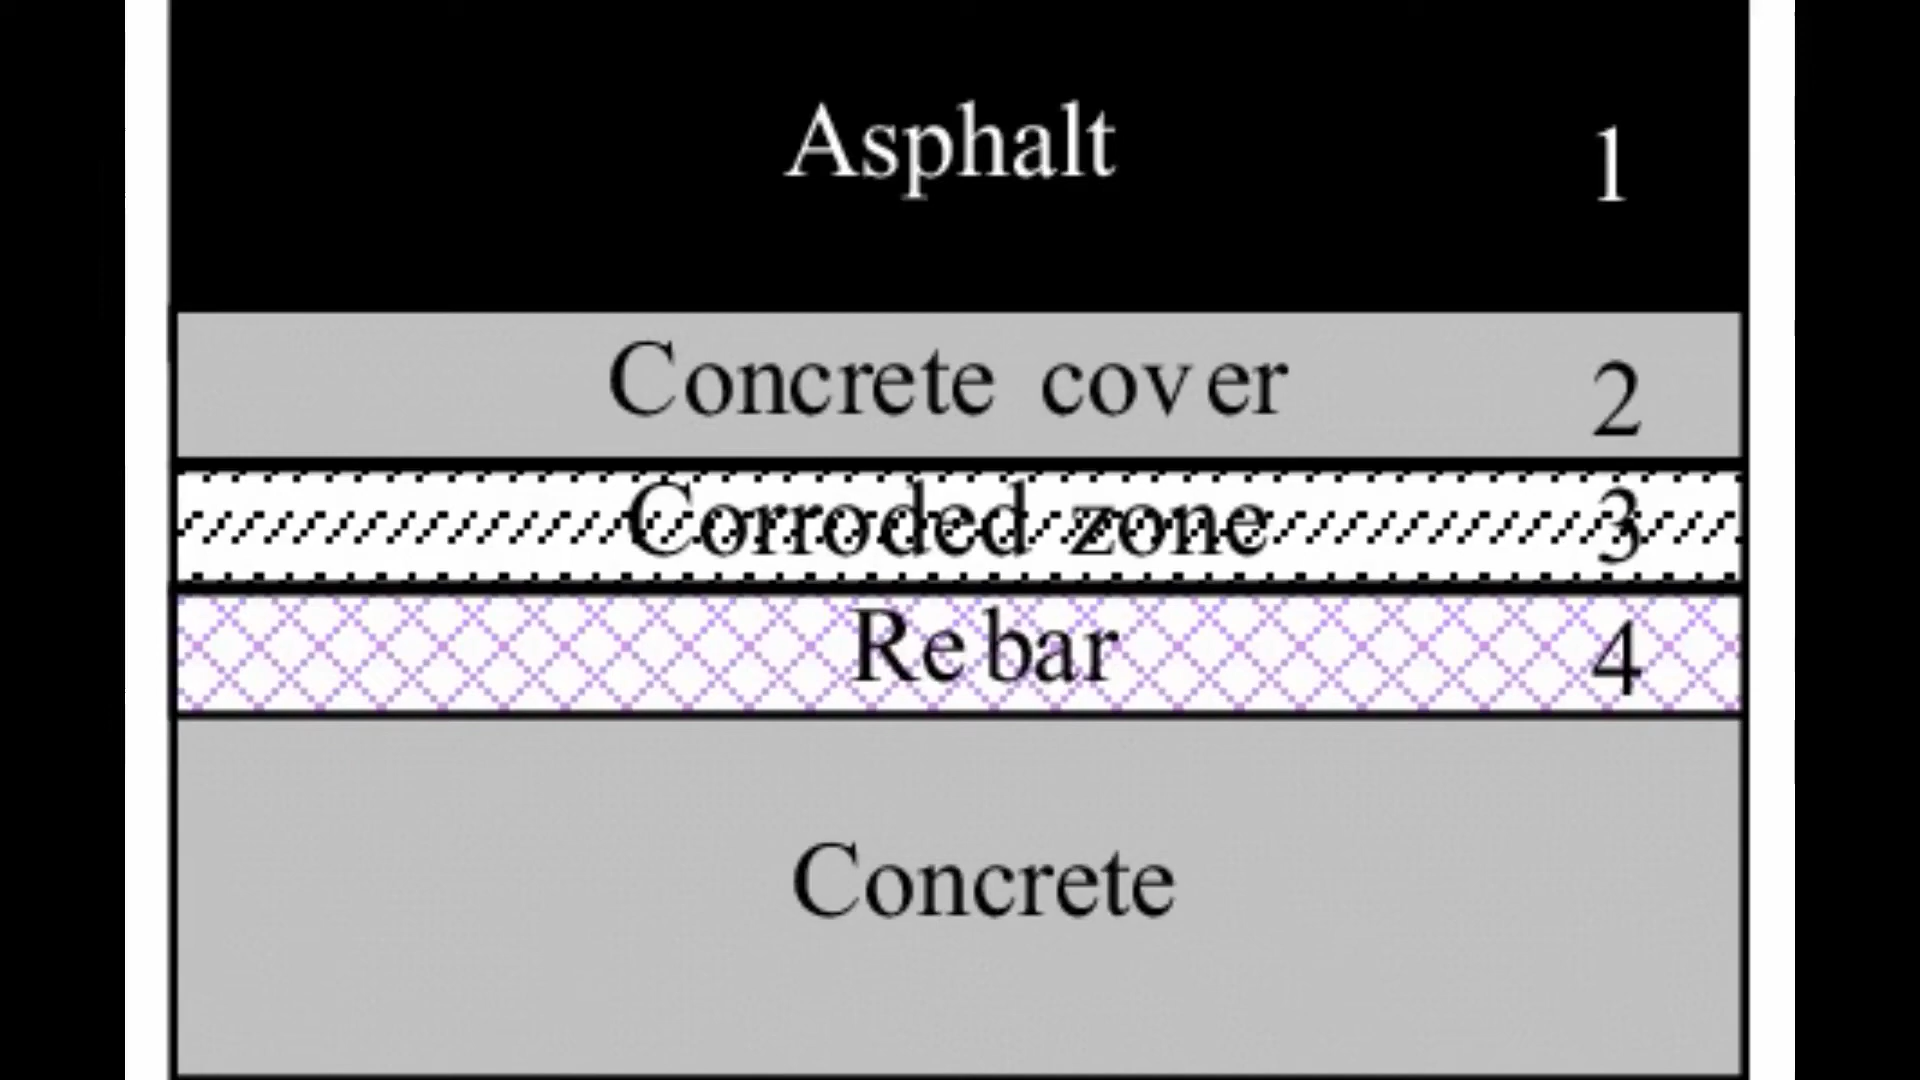 Asphalt 1
Concrete cover 2
Corroded zone 3
Rebar 4
Concrete